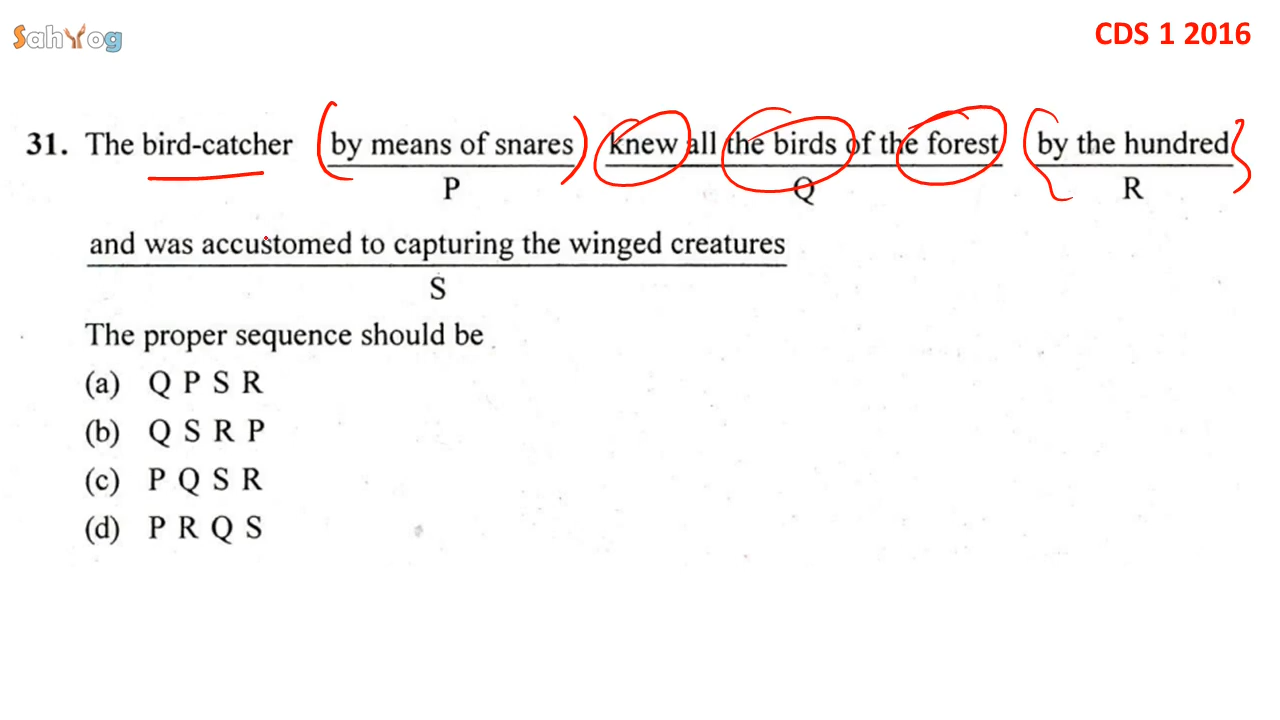 SahYog
CDS 1 2016
31. The bird-catcher by means of snares knew all the birds of the forest by the hundred
P Q R
and was accustomed to capturing the winged creatures
S
The proper sequence should be
(a) Q P S R
(b) Q S R P
(c) P Q S R
(d) P R Q S